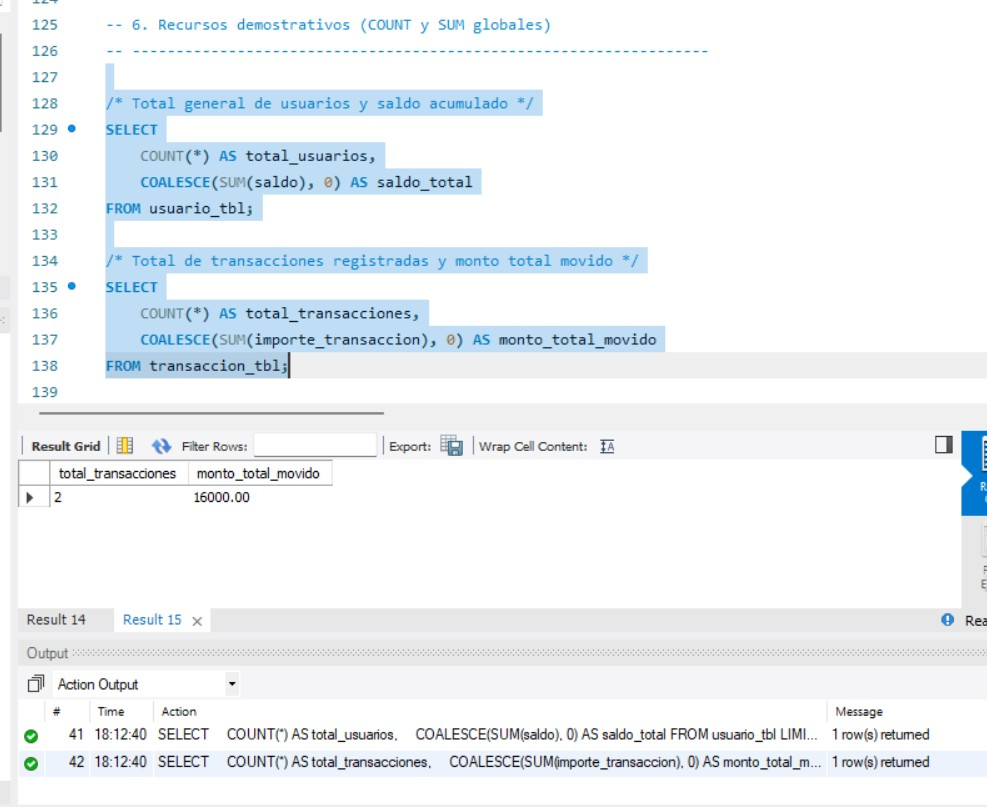 125 -- 6. Recursos demostrativos (COUNT y SUM globales)
126 -- ------------------------------------------------------------------
127
128 /* Total general de usuarios y saldo acumulado */
129 SELECT
130 COUNT(*) AS total_usuarios,
131 COALESCE(SUM(saldo), 0) AS saldo_total
132 FROM usuario_tbl;
133
134 /* Total de transacciones registradas y monto total movido */
135 SELECT
136 COUNT(*) AS total_transacciones,
137 COALESCE(SUM(importe_transaccion), 0) AS monto_total_movido
138 FROM transaccion_tbl;
139
Result Grid Filter Rows: Export: Wrap Cell Content:
total_transacciones monto_total_movido
2 16000.00
Result 14 Result 15 Rea
Output
Action Output
# Time Action Message
41 18:12:40 SELECT COUNT(*) AS total_usuarios, COALESCE(SUM(saldo), 0) AS saldo_total FROM usuario_tbl LIMI... 1 row(s) returned
42 18:12:40 SELECT COUNT(*) AS total_transacciones, COALESCE(SUM(importe_transaccion), 0) AS monto_total_m... 1 row(s) returned